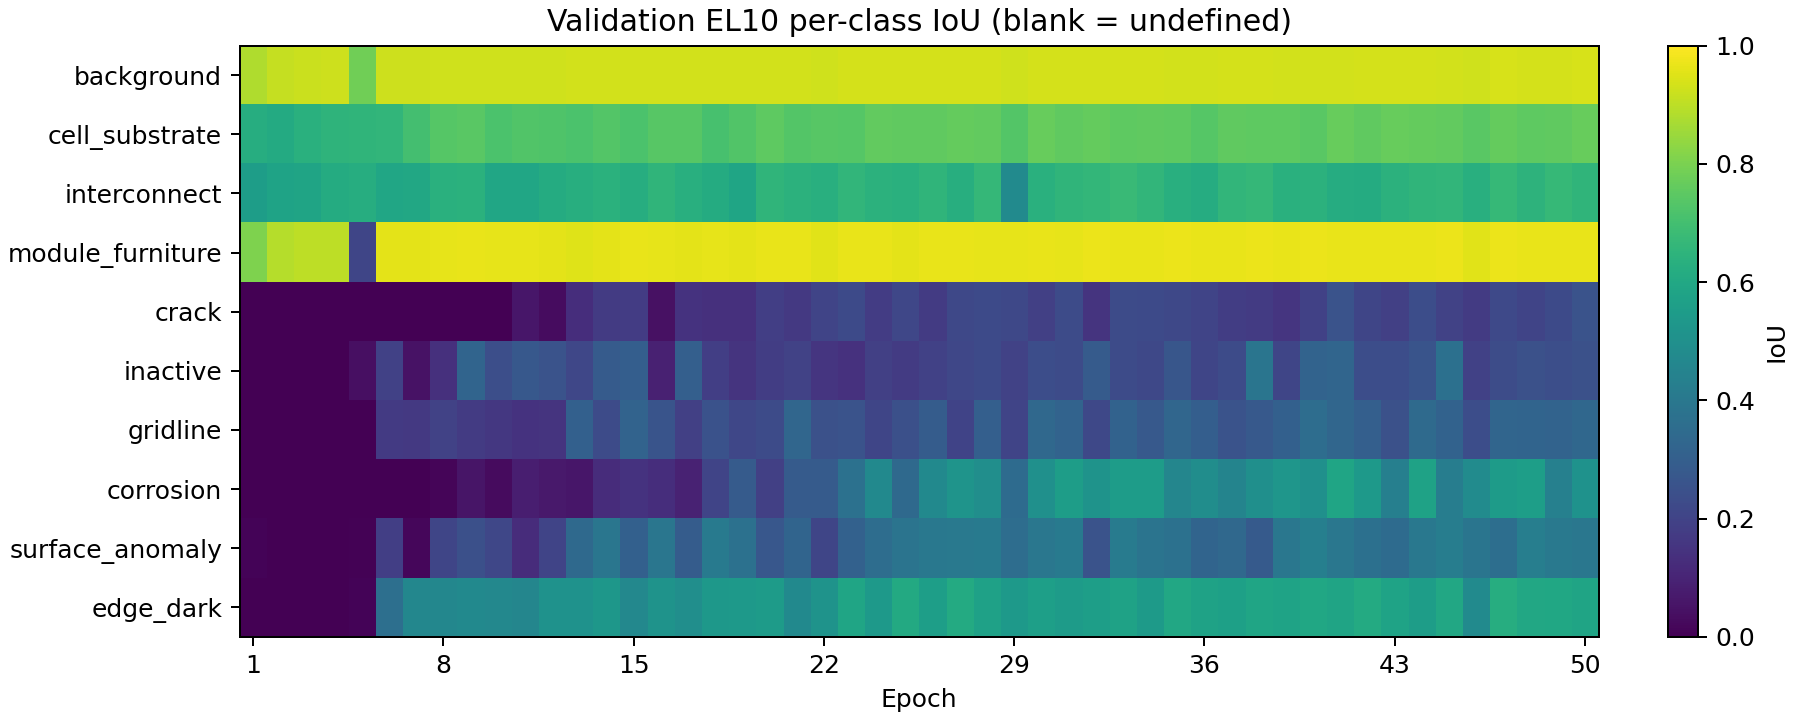 Validation EL10 per-class IoU (blank = undefined)
background
cell_substrate
interconnect
module_furniture
crack
inactive
gridline
corrosion
surface_anomaly
edge_dark
1 8 15 22 29 36 43 50
Epoch
1.0
0.8
0.6
0.4
0.2
0.0
IoU